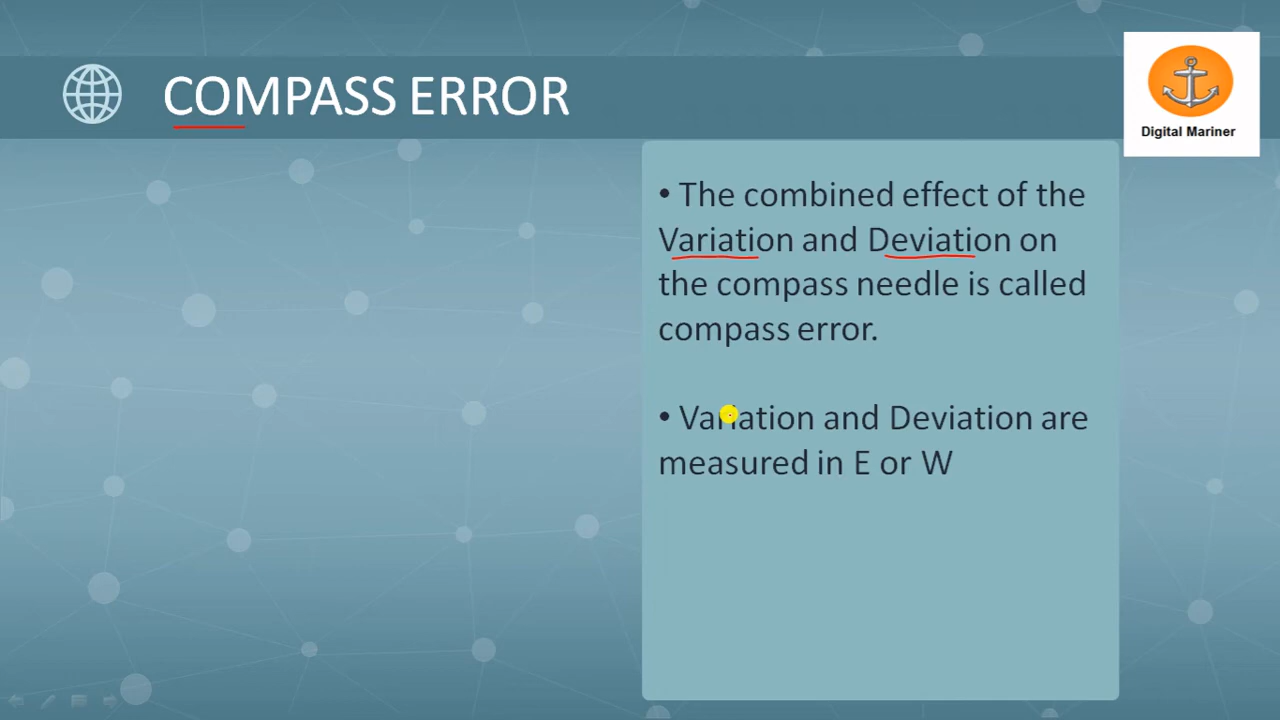 COMPASS ERROR
Digital Mariner
• The combined effect of the
Variation and Deviation on
the compass needle is called
compass error.
• Variation and Deviation are
measured in E or W